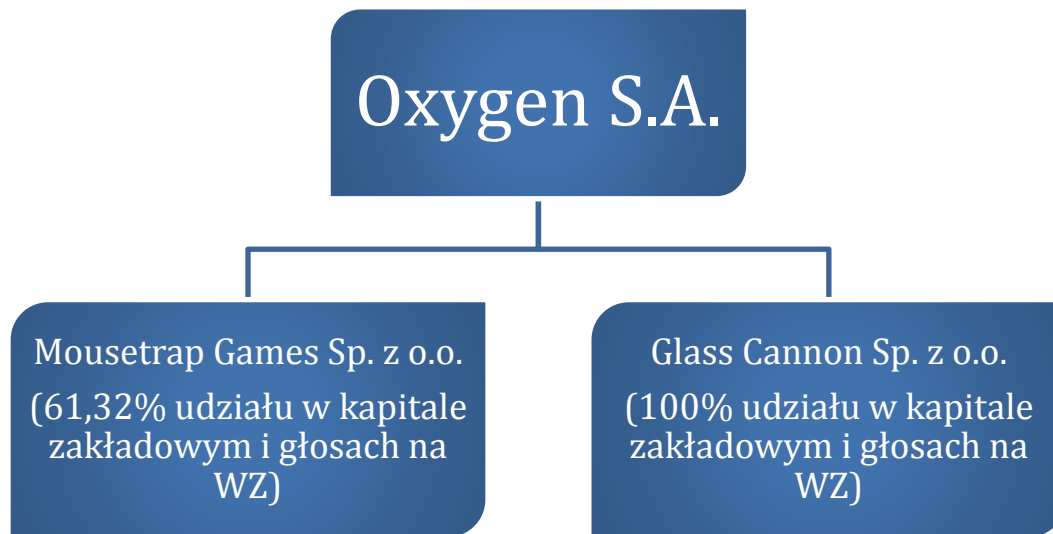 Oxygen S.A.
Mousetrap Games Sp. z o.o.
(61,32% udziału w kapitale
zakładowym i głosach na
WZ)
Glass Cannon Sp. z o.o.
(100% udziału w kapitale
zakładowym i głosach na
WZ)